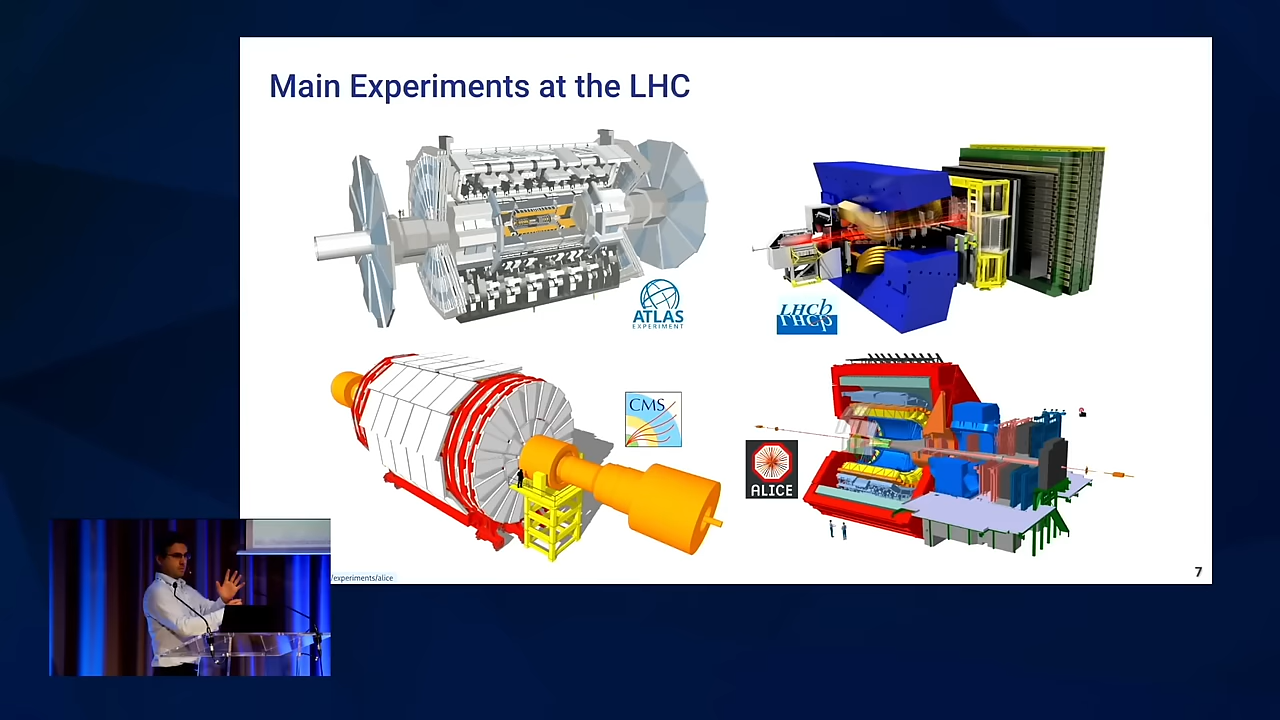 Main Experiments at the LHC
ATLAS
EXPERIMENT
LHCb
CMS
ALICE
/experiments/alice
7